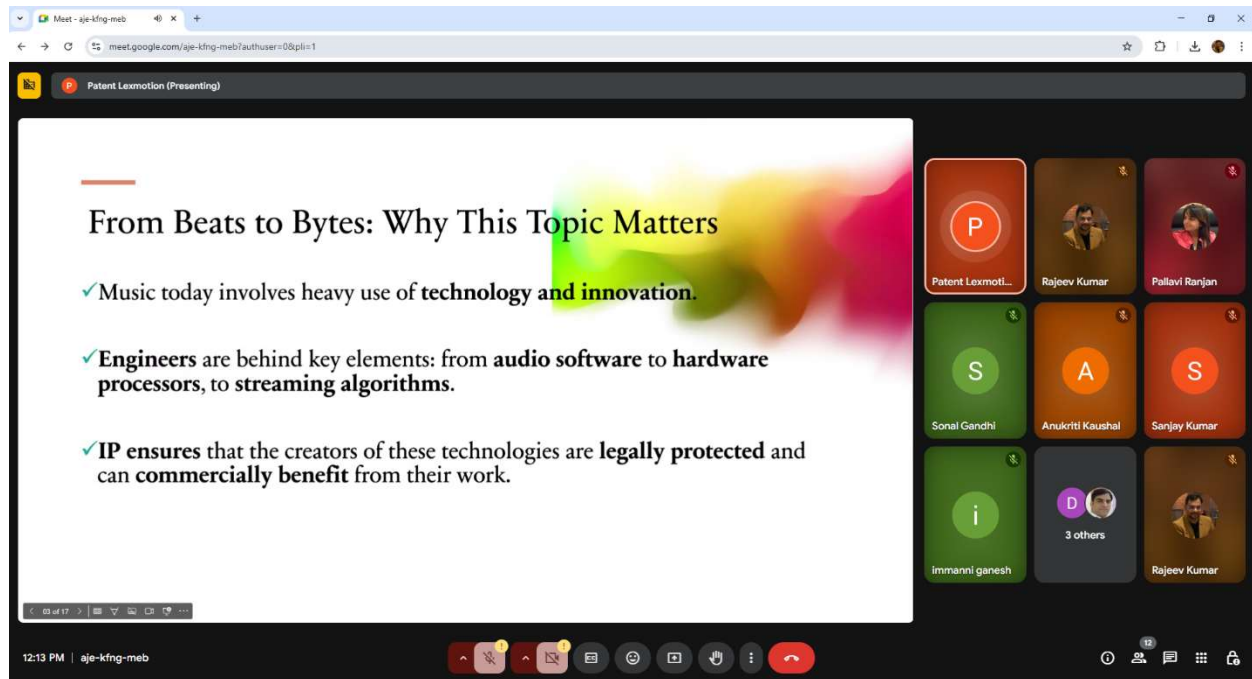 Meet - aje-kfng-meb
meet.google.com/aje-kfng-meb?authuser=0&pli=1
P Patent Lexmotion (Presenting)
From Beats to Bytes: Why This Topic Matters
✓Music today involves heavy use of technology and innovation.
✓Engineers are behind key elements: from audio software to hardware
processors, to streaming algorithms.
✓IP ensures that the creators of these technologies are legally protected and
can commercially benefit from their work.
03 of 17
P
Patent Lexmoti...
Rajeev Kumar
Pallavi Ranjan
S
Sonal Gandhi
A
Anukriti Kaushal
S
Sanjay Kumar
i
immanni ganesh
D
3 others
Rajeev Kumar
12:13 PM | aje-kfng-meb
CC
12